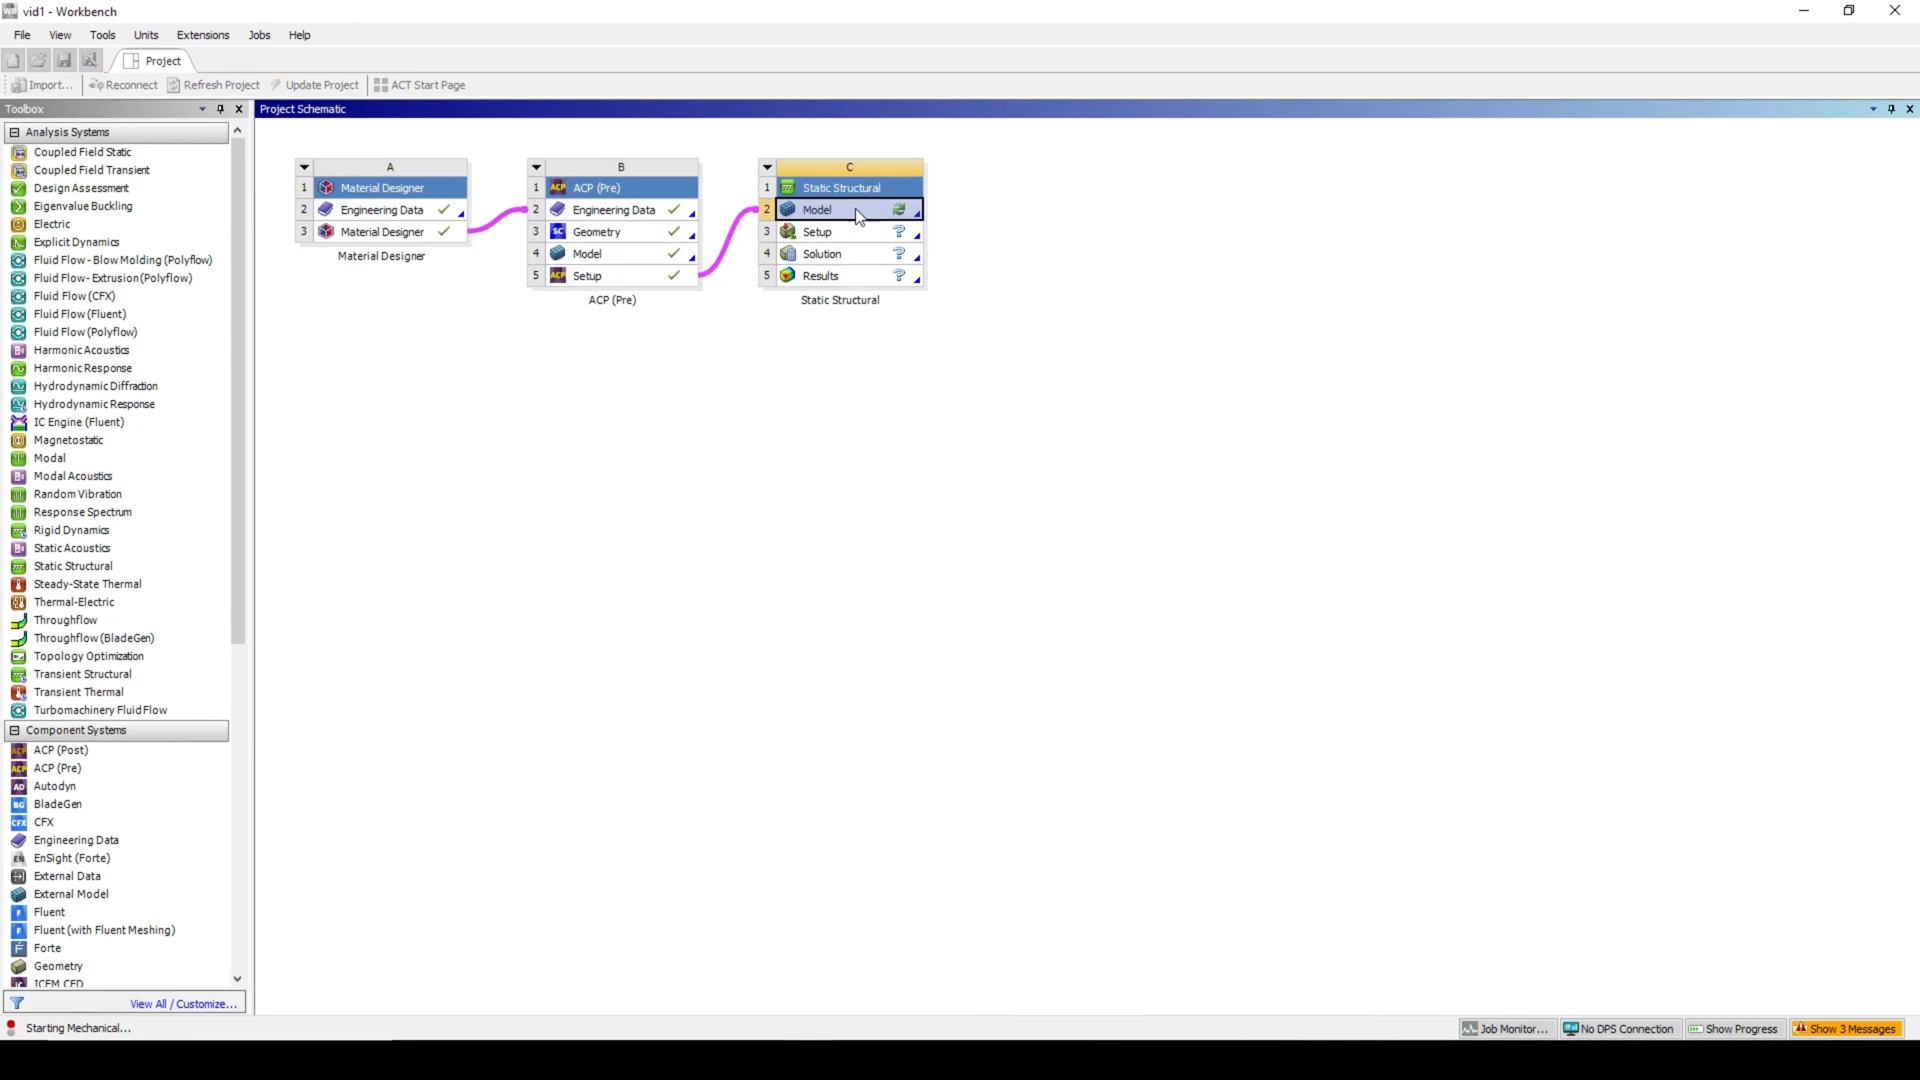 vid1 - Workbench
File View Tools Units Extensions Jobs Help
Project
Import... Reconnect Refresh Project Update Project ACT Start Page
Toolbox
Analysis Systems
Coupled Field Static
Coupled Field Transient
Design Assessment
Eigenvalue Buckling
Electric
Explicit Dynamics
Fluid Flow - Blow Molding (Polyflow)
Fluid Flow- Extrusion(Polyflow)
Fluid Flow (CFX)
Fluid Flow (Fluent)
Fluid Flow (Polyflow)
Harmonic Acoustics
Harmonic Response
Hydrodynamic Diffraction
Hydrodynamic Response
IC Engine (Fluent)
Magnetostatic
Modal
Modal Acoustics
Random Vibration
Response Spectrum
Rigid Dynamics
Static Acoustics
Static Structural
Steady-State Thermal
Thermal-Electric
Throughflow
Throughflow (BladeGen)
Topology Optimization
Transient Structural
Transient Thermal
Turbomachinery Fluid Flow
Component Systems
ACP (Post)
ACP (Pre)
Autodyn
BladeGen
CFX
Engineering Data
EnSight (Forte)
External Data
External Model
Fluent
Fluent (with Fluent Meshing)
Forte
Geometry
ICEM CFD
View All / Customize...
Project Schematic
A
1 Material Designer
2 Engineering Data
3 Material Designer
Material Designer
B
1 ACP ACP (Pre)
2 Engineering Data
3 SC Geometry
4 Model
5 ACP Setup
ACP (Pre)
C
1 Static Structural
2 Model
3 Setup ?
4 Solution ?
5 Results ?
Static Structural
Starting Mechanical...
Job Monitor... No DPS Connection Show Progress Show 3 Messages